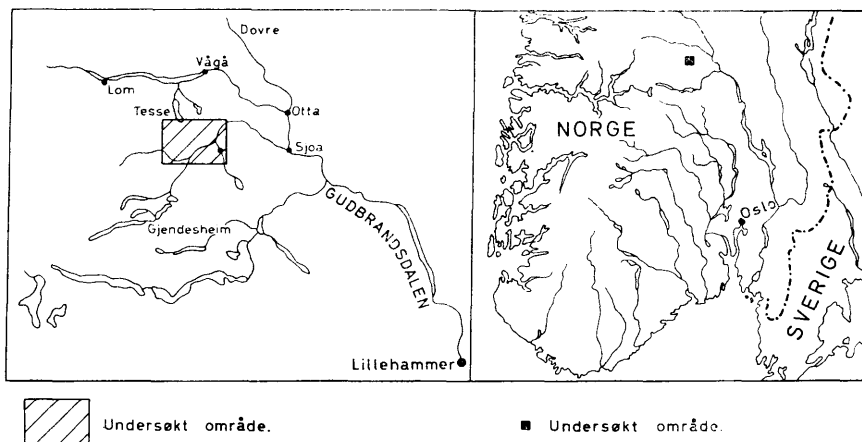 Dovre
Vågå
Lom
Tesse
Otta
Sjoa
Gjendesheim
GUDBRANDSDALEN
Lillehammer
NORGE
Oslo
SVERIGE
Undersøkt område.
Undersøkt område.